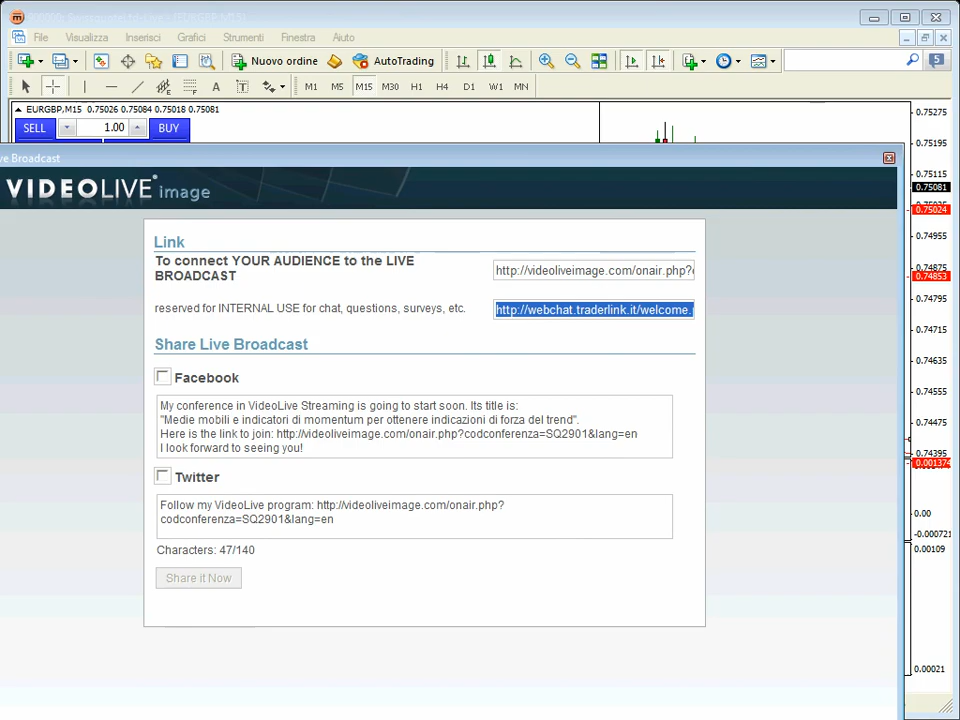 File Visualizza Inserisci Grafici Strumenti Finestra Aiuto
Nuovo ordine AutoTrading 5
A T M1 M5 M15 M30 H1 H4 D1 W1 MN
EURGBP,M15 0.75026 0.75084 0.75018 0.75081
SELL 1.00 BUY
ve Broadcast
VIDEOLIVE image
Link
To connect YOUR AUDIENCE to the LIVE
BROADCAST
http://videoliveimage.com/onair.php?
reserved for INTERNAL USE for chat, questions, surveys, etc.
http://webchat.traderlink.it/welcome.
Share Live Broadcast
Facebook
My conference in VideoLive Streaming is going to start soon. Its title is:
"Medie mobili e indicatori di momentum per ottenere indicazioni di forza del trend".
Here is the link to join: http://videoliveimage.com/onair.php?codconferenza=SQ2901&lang=en
I look forward to seeing you!
Twitter
Follow my VideoLive program: http://videoliveimage.com/onair.php?
codconferenza=SQ2901&lang=en
Characters: 47/140
Share it Now
0.75275
0.75195
0.75115
0.75081
0.75024
0.74955
0.74875
0.74853
0.74795
0.74715
0.74635
0.74555
0.74475
0.74395
0.001374
0.00
-0.000721
0.00109
0.00021